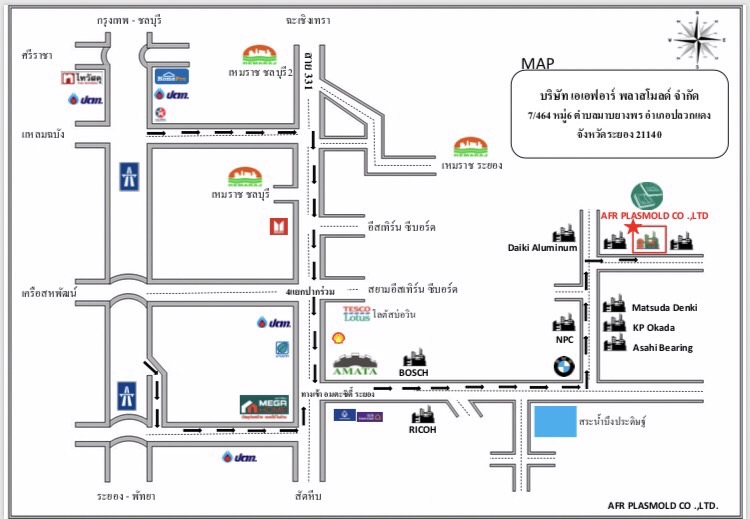 กรุงเทพ - ชลบุรี
ฉะเชิงเทรา
ศรีราชา
ไทวัสดุ
HomePro
ปตท.
ปตท.
เหมราช ชลบุรี 2
HEMARAJ
สาย 331
MAP
บริษัท เอเอฟอาร์ พลาสโมลด์ จำกัด
7/464 หมู่6 ตำบลมาบยางพร อำเภอปลวกแดง
จังหวัดระยอง 21140
แหลมฉบัง
HEMARAJ
เหมราช ระยอง
HEMARAJ
เหมราช ชลบุรี
อีสเทิร์น ซีบอร์ด
AFR PLASMOLD CO .,LTD
Daiki Aluminum
เครือสหพัฒน์
4แยกปากร่วม
สยามอีสเทิร์น ซีบอร์ด
TESCO
Lotus
โลตัสบ่อวิน
ปตท.
AMATA
BOSCH
NPC
BMW
Matsuda Denki
KP Okada
Asahi Bearing
MEGA
HOME
ทางเข้า อมตะซิตี้ ระยอง
RICOH
สระน้ำบึงประดิษฐ์
ปตท.
ระยอง - พัทยา
สัตหีบ
AFR PLASMOLD CO .,LTD.